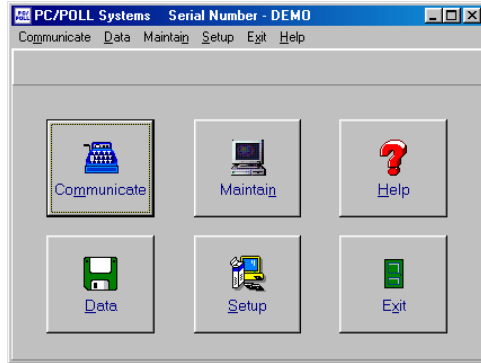 PC/POLL Systems Serial Number - DEMO
Communicate Data Maintain Setup Exit Help
Communicate Maintain Help
Data Setup Exit